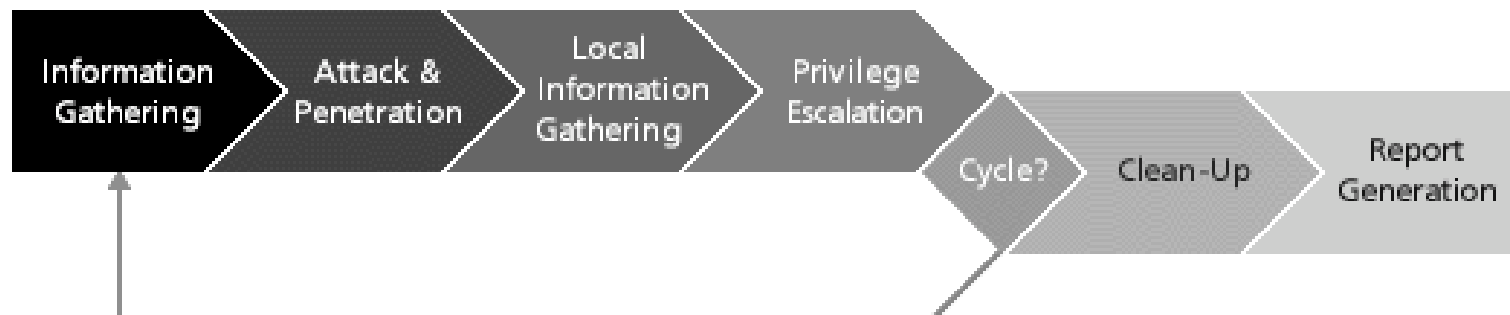 Information
Gathering
Attack &
Penetration
Local
Information
Gathering
Privilege
Escalation
Cycle?
Clean-Up
Report
Generation